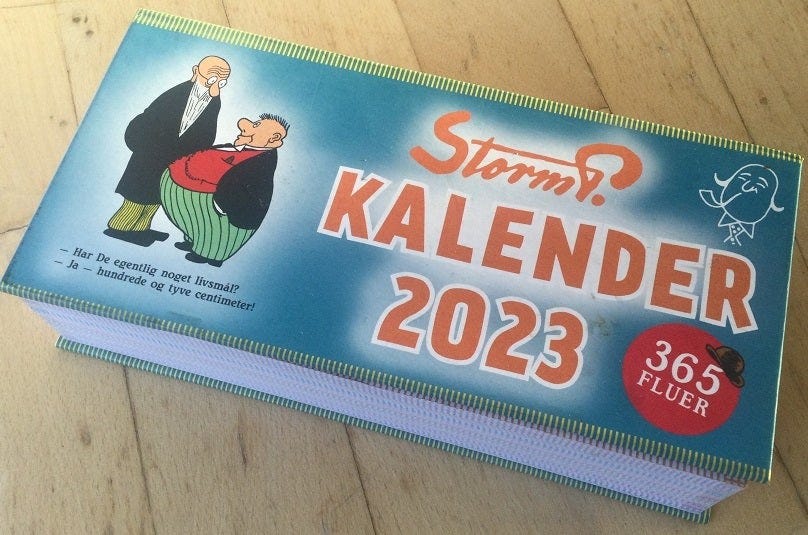 Storm P.
KALENDER
2023
365
FLUER
— Har De egentlig noget livsmål?
— Ja — hundrede og tyve centimeter!